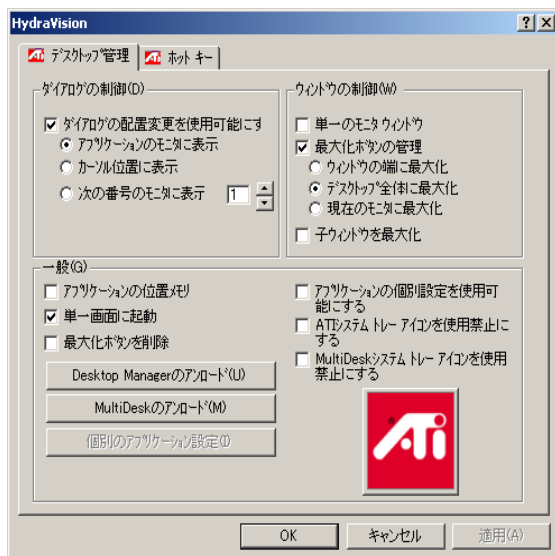 HydraVision
ATI ﾃﾞｽｸﾄｯﾌﾟ管理
ATI ﾎｯﾄ ｷｰ
ﾀﾞｲｱﾛｸﾞの制御(D)
ﾀﾞｲｱﾛｸﾞの配置変更を使用可能にす
ｱﾌﾟﾘｹｰｼｮﾝのﾓﾆﾀに表示
ｶｰｿﾙ位置に表示
次の番号のﾓﾆﾀに表示 1
ｳｨﾝﾄﾞｳの制御(W)
単一のﾓﾆﾀ ｳｨﾝﾄﾞｳ
最大化ﾎﾞﾀﾝの管理
ｳｨﾝﾄﾞｳの端に最大化
ﾃﾞｽｸﾄｯﾌﾟ全体に最大化
現在のﾓﾆﾀに最大化
子ｳｨﾝﾄﾞｳを最大化
一般(G)
ｱﾌﾟﾘｹｰｼｮﾝの位置ﾒﾓﾘ
単一画面に起動
最大化ﾎﾞﾀﾝを削除
Desktop Managerのｱﾝﾛｰﾄﾞ(U)
MultiDeskのｱﾝﾛｰﾄﾞ(M)
個別のｱﾌﾟﾘｹｰｼｮﾝ設定(I)
ｱﾌﾟﾘｹｰｼｮﾝの個別設定を使用可
能にする
ATIｼｽﾃﾑ ﾄﾚｰ ｱｲｺﾝを使用禁止に
する
MultiDeskｼｽﾃﾑ ﾄﾚｰ ｱｲｺﾝを使用
禁止にする
ATI
OK
ｷｬﾝｾﾙ
適用(A)